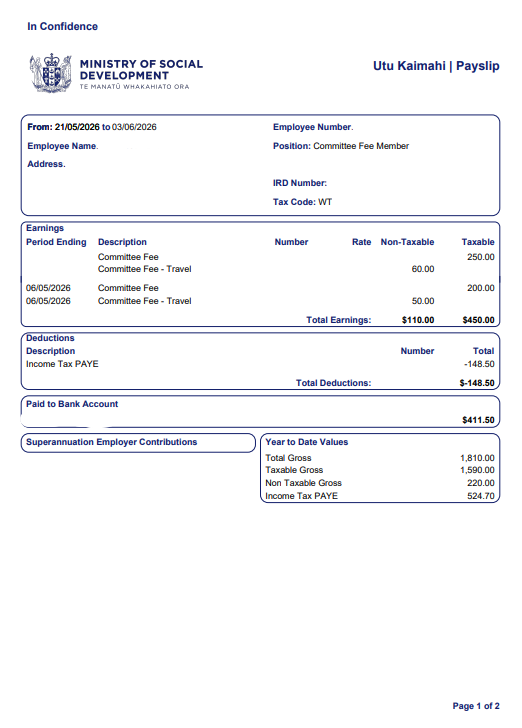 In Confidence
MINISTRY OF SOCIAL
DEVELOPMENT
TE MANATŪ WHAKAHIATO ORA
Utu Kaimahi | Payslip
From: 21/05/2026 to 03/06/2026
Employee Number.
Employee Name.
Position: Committee Fee Member
Address.
IRD Number:
Tax Code: WT
Earnings
Period Ending Description Number Rate Non-Taxable Taxable
Committee Fee 250.00
Committee Fee - Travel 60.00
06/05/2026 Committee Fee 200.00
06/05/2026 Committee Fee - Travel 50.00
Total Earnings: $110.00 $450.00
Deductions
Description Number Total
Income Tax PAYE -148.50
Total Deductions: $-148.50
Paid to Bank Account
$411.50
Superannuation Employer Contributions
Year to Date Values
Total Gross 1,810.00
Taxable Gross 1,590.00
Non Taxable Gross 220.00
Income Tax PAYE 524.70
Page 1 of 2